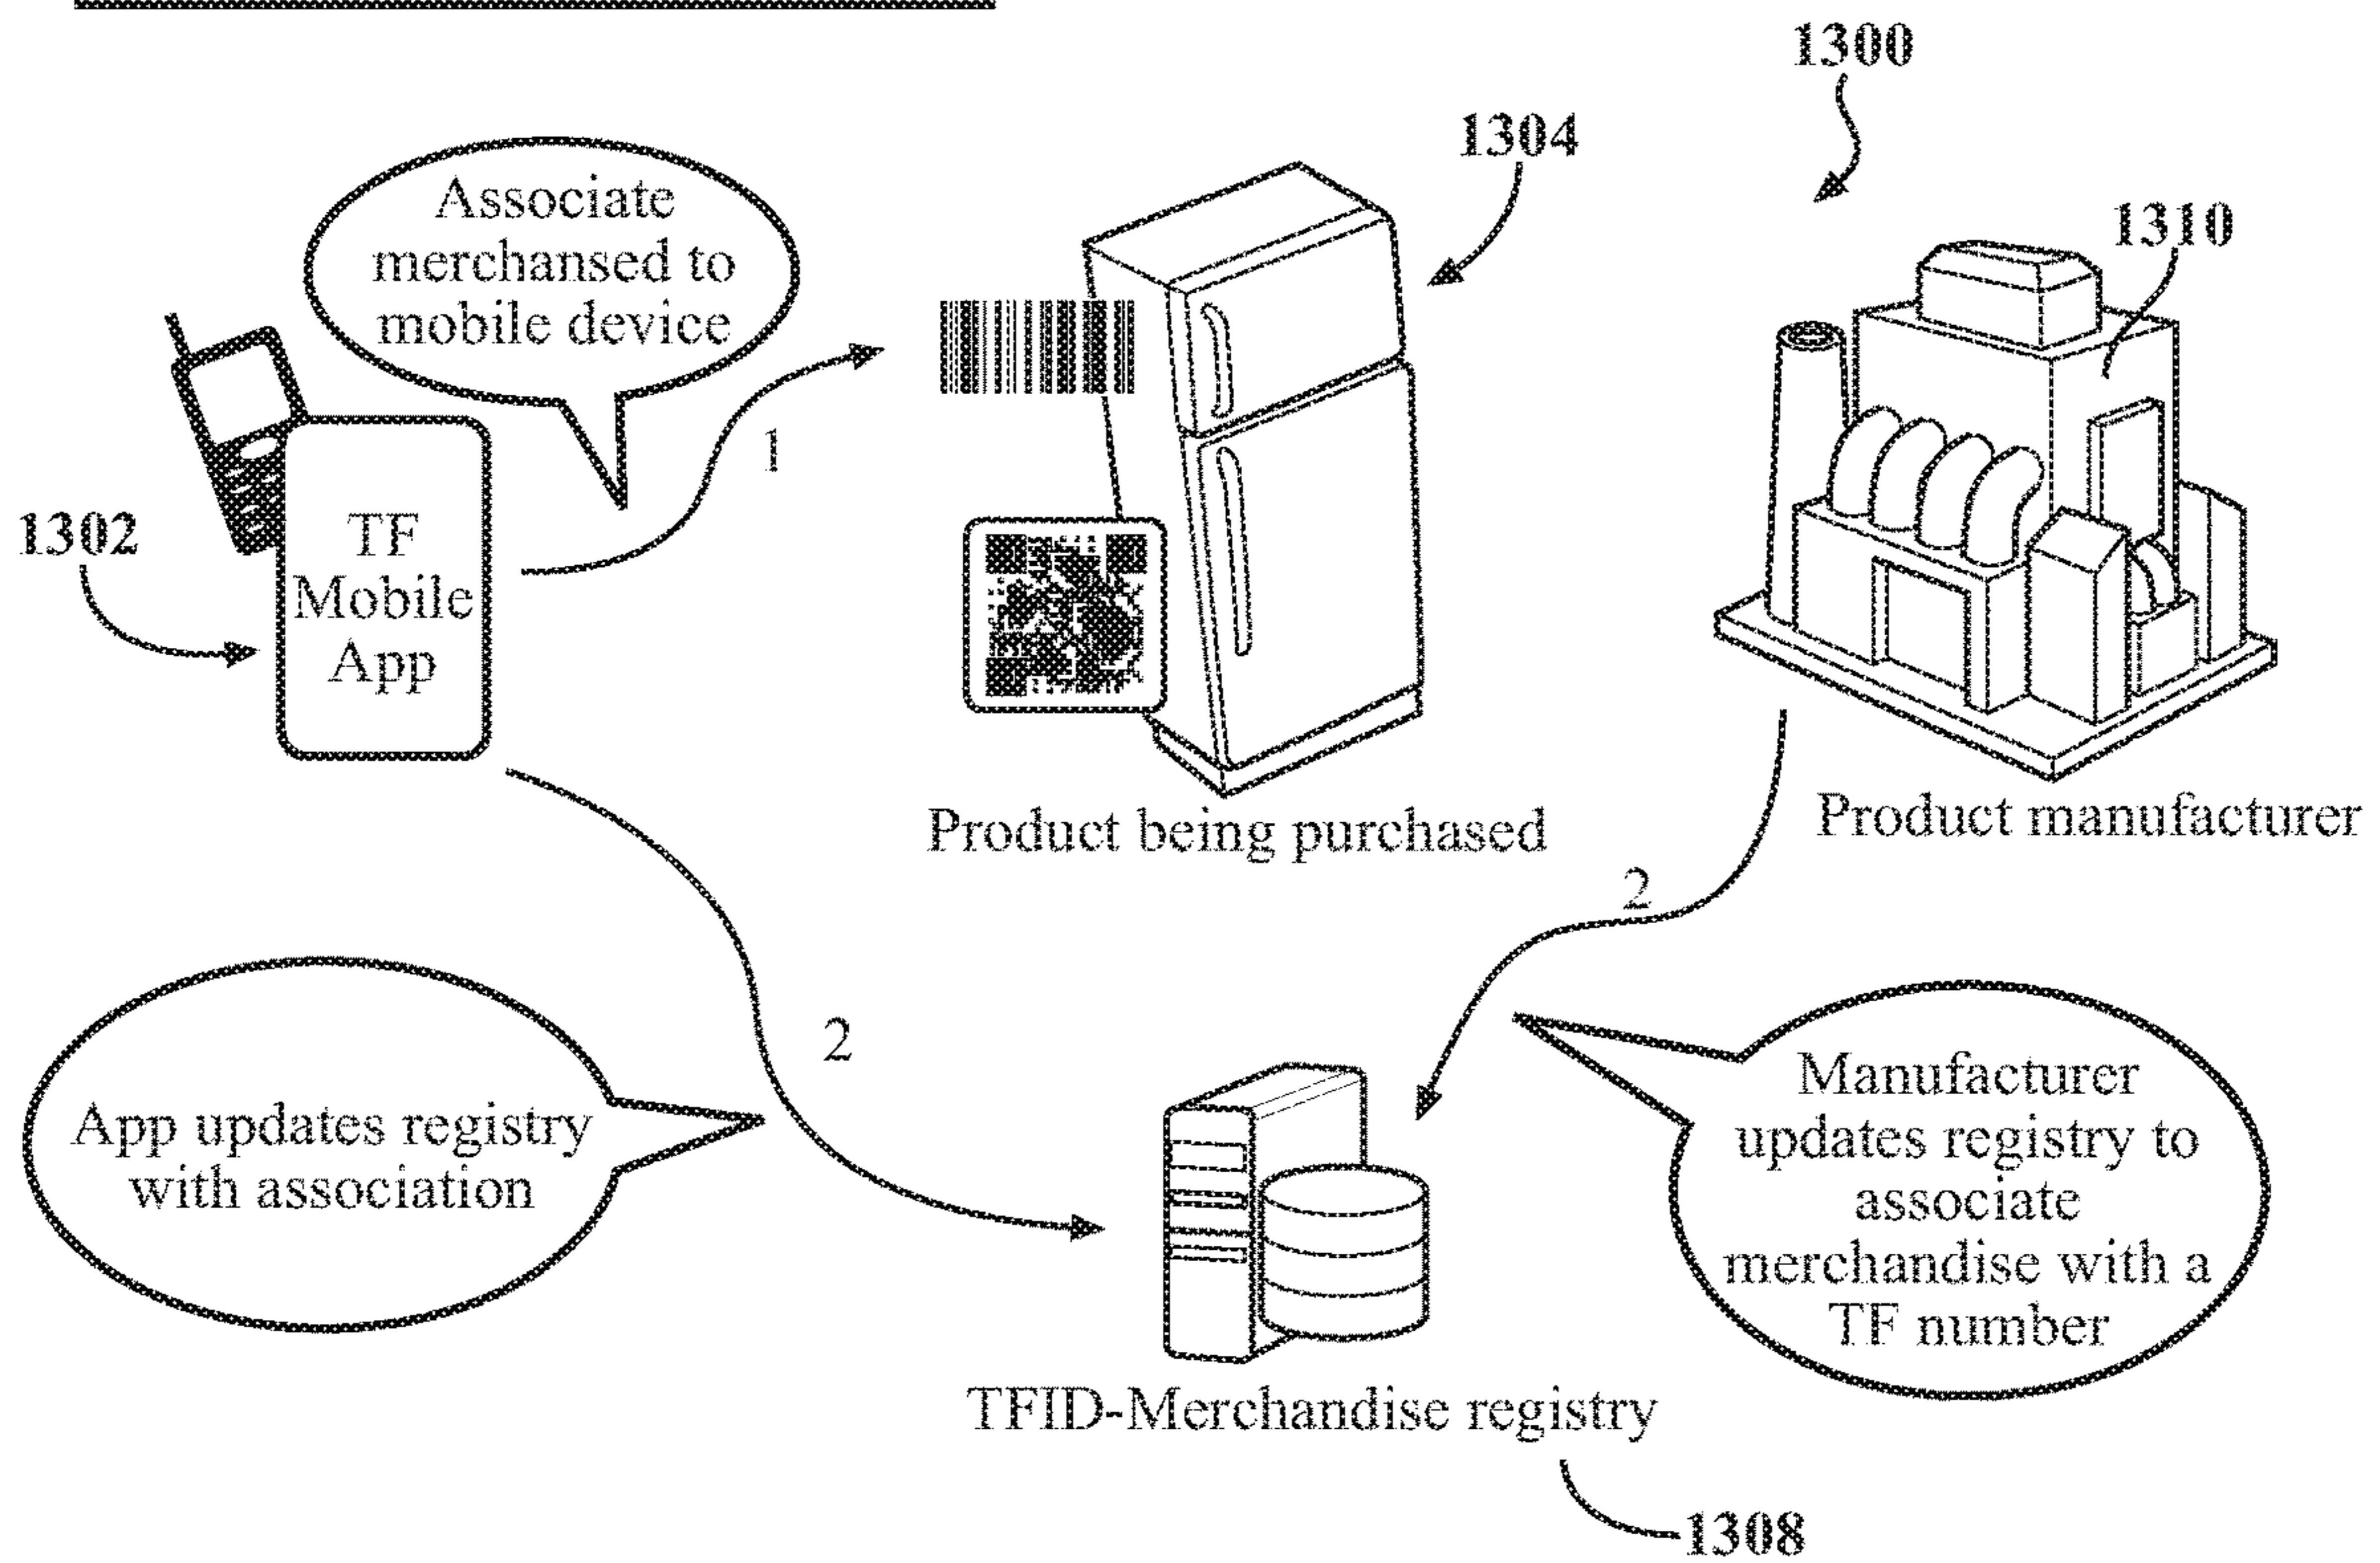 1300
1304
1310
Associate
merchansed to
mobile device
1
1302
TF
Mobile
App
Product being purchased
Product manufacturer
2
2
App updates registry
with association
Manufacturer
updates registry to
associate
merchandise with a
TF number
TFID-Merchandise registry
1308